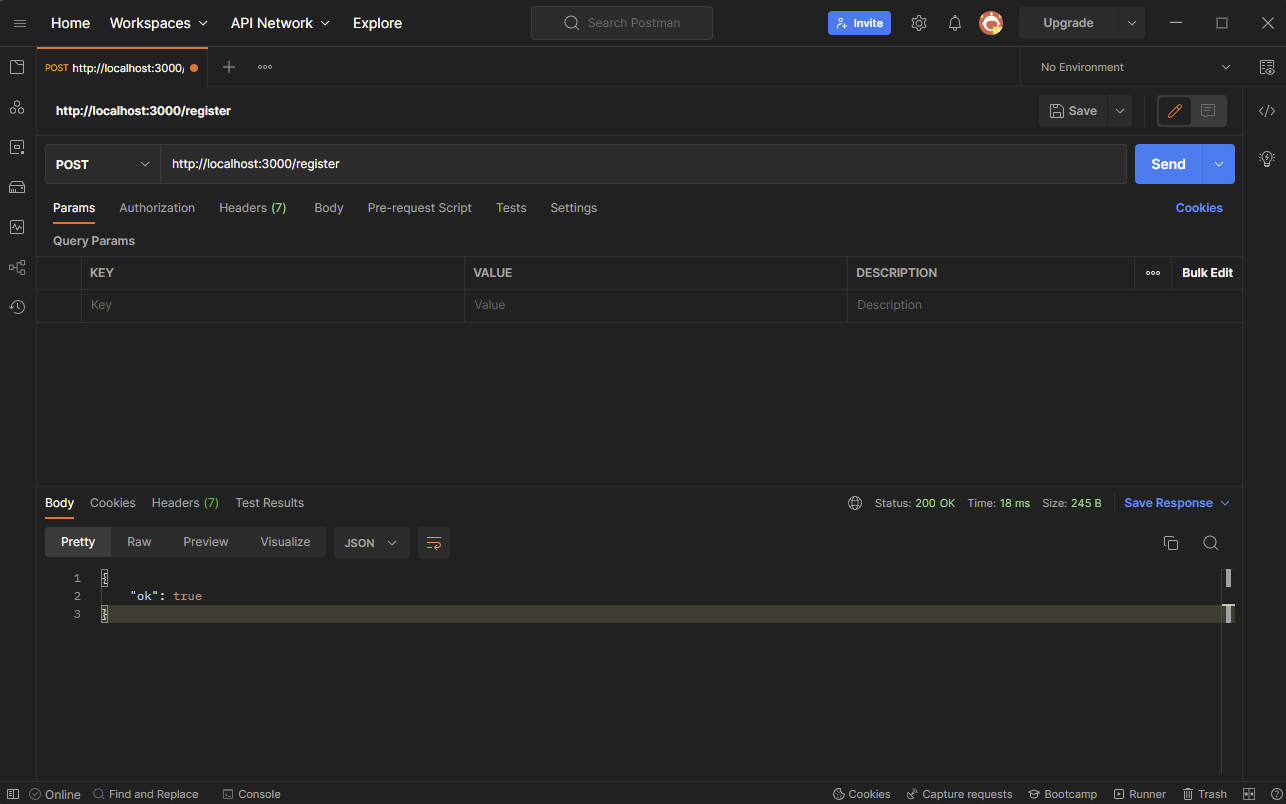 Home Workspaces API Network Explore Search Postman Invite Upgrade
POST http://localhost:3000/ No Environment
http://localhost:3000/register Save
POST http://localhost:3000/register Send
Params Authorization Headers (7) Body Pre-request Script Tests Settings Cookies
Query Params
KEY VALUE DESCRIPTION Bulk Edit
Key Value Description
Body Cookies Headers (7) Test Results Status: 200 OK Time: 18 ms Size: 245 B Save Response
Pretty Raw Preview Visualize JSON
1 {
2 "ok": true
3 }
Online Find and Replace Console Cookies Capture requests Bootcamp Runner Trash